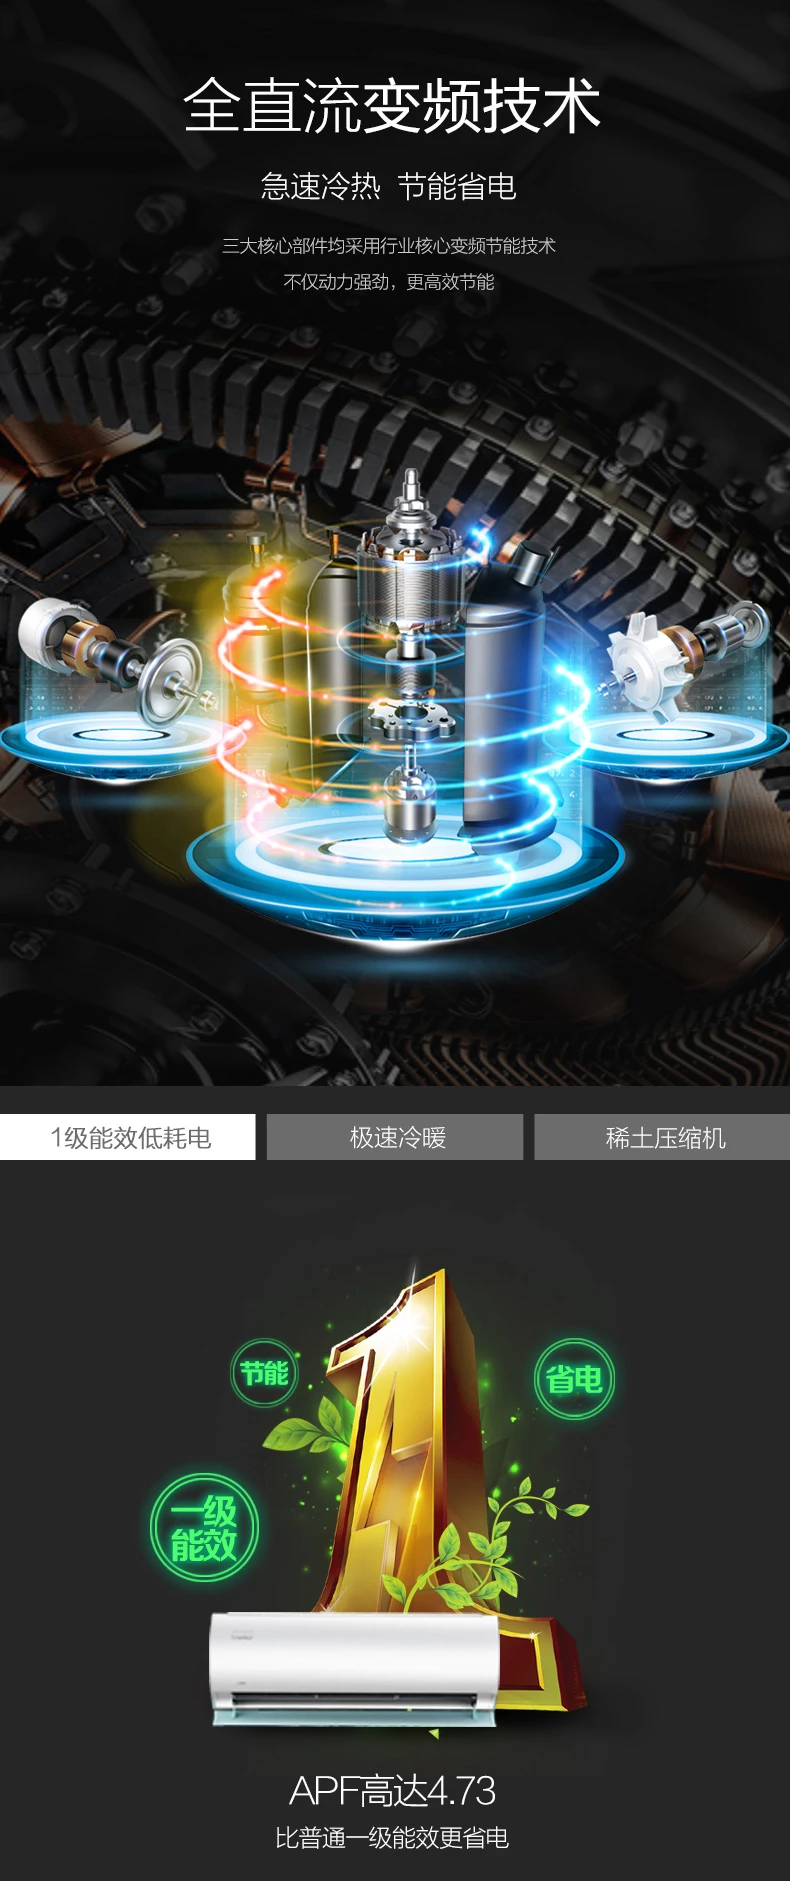 全直流变频技术
急速冷热 节能省电
三大核心部件均采用行业核心变频节能技术
不仅动力强劲，更高效节能
1级能效低耗电
极速冷暖
稀土压缩机
节能
省电
一级
能效
APF高达4.73
比普通一级能效更省电